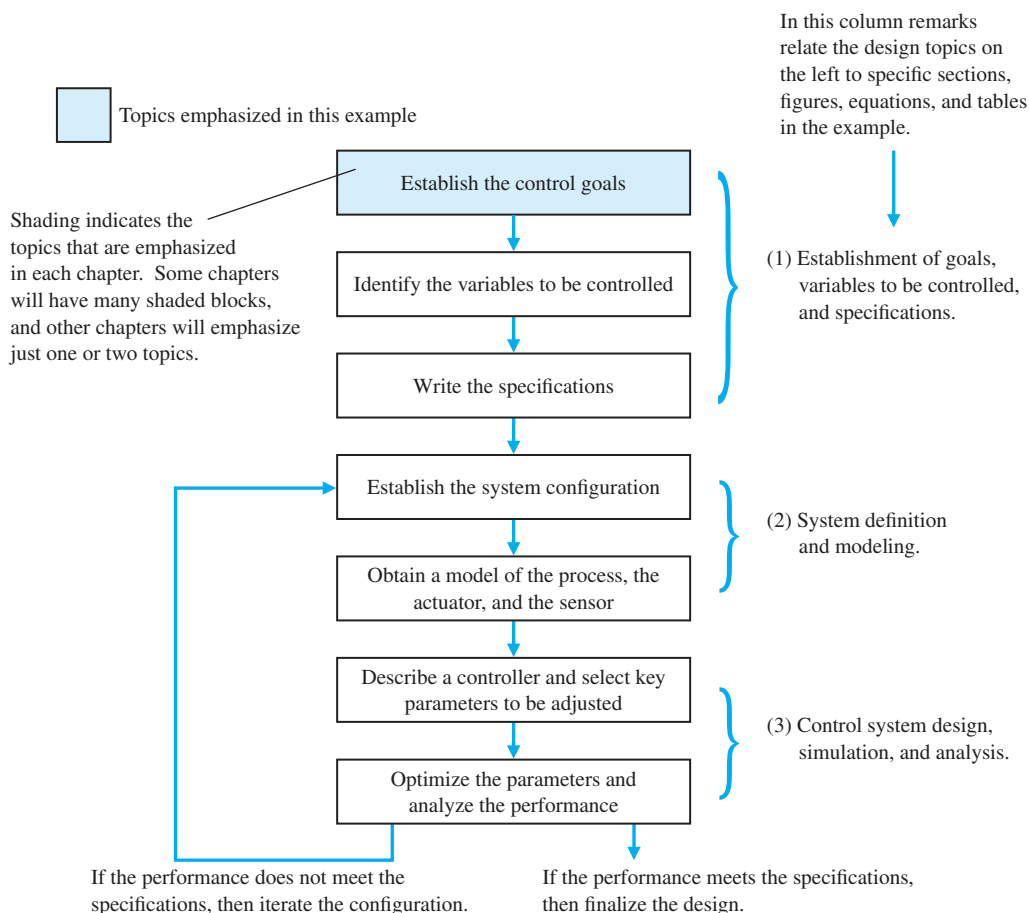 In this column remarks
relate the design topics on
the left to specific sections,
figures, equations, and tables
in the example.
Topics emphasized in this example
Establish the control goals
Shading indicates the
topics that are emphasized
in each chapter. Some chapters
will have many shaded blocks,
and other chapters will emphasize
just one or two topics.
(1) Establishment of goals,
variables to be controlled,
and specifications.
Identify the variables to be controlled
Write the specifications
Establish the system configuration
(2) System definition
and modeling.
Obtain a model of the process, the
actuator, and the sensor
Describe a controller and select key
parameters to be adjusted
(3) Control system design,
simulation, and analysis.
Optimize the parameters and
analyze the performance
If the performance does not meet the
specifications, then iterate the configuration.
If the performance meets the specifications,
then finalize the design.